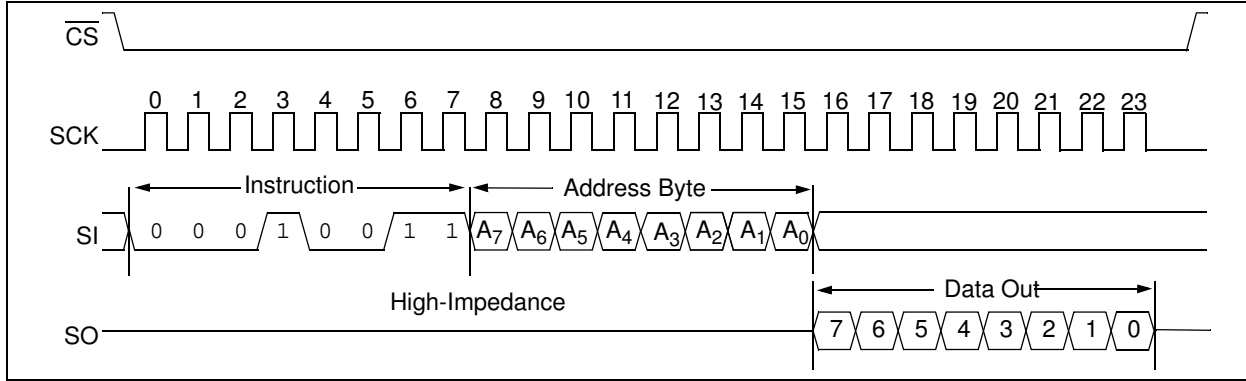 CS
0 1 2 3 4 5 6 7 8 9 10 11 12 13 14 15 16 17 18 19 20 21 22 23
SCK
Instruction Address Byte
SI 0 0 0 1 0 0 1 1 A7 A6 A5 A4 A3 A2 A1 A0
High-Impedance Data Out
SO 7 6 5 4 3 2 1 0